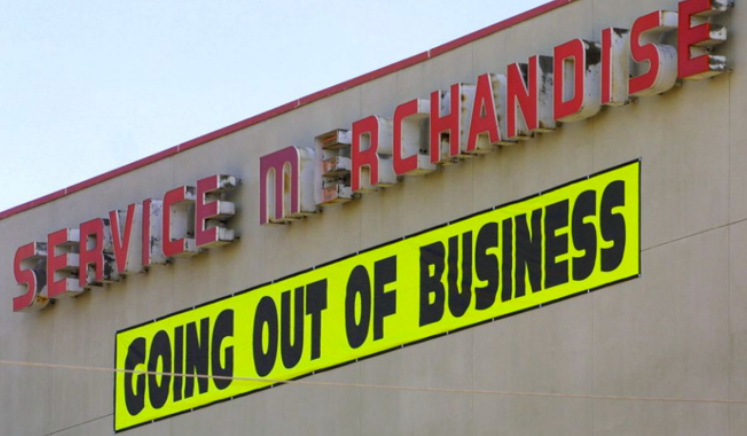 SERVICE MERCHANDISE
GOING OUT OF BUSINESS